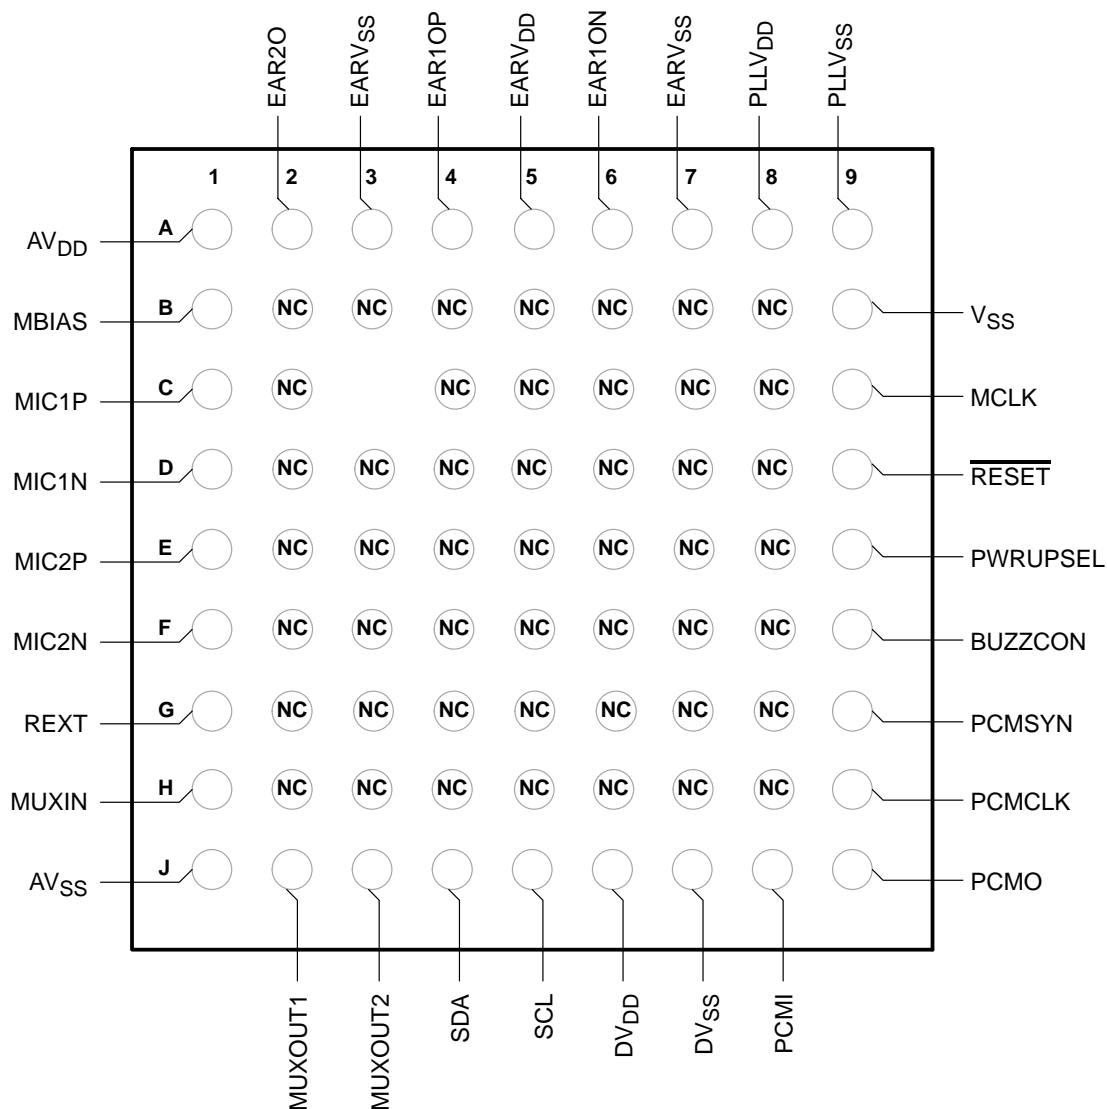 EAR2O EARVSS EAR1OP EARVDD EAR1ON EARVSS PLLVDD PLLVSS
1 2 3 4 5 6 7 8 9
AVDD A
MBIAS B NC NC NC NC NC NC NC VSS
MIC1P C NC NC NC NC NC NC MCLK
MIC1N D NC NC NC NC NC NC NC RESET
MIC2P E NC NC NC NC NC NC NC PWRUPSEL
MIC2N F NC NC NC NC NC NC NC BUZZCON
REXT G NC NC NC NC NC NC NC PCMSYN
MUXIN H NC NC NC NC NC NC NC PCMCLK
AVSS J PCMO
MUXOUT1 MUXOUT2 SDA SCL DVDD DVSS PCMI